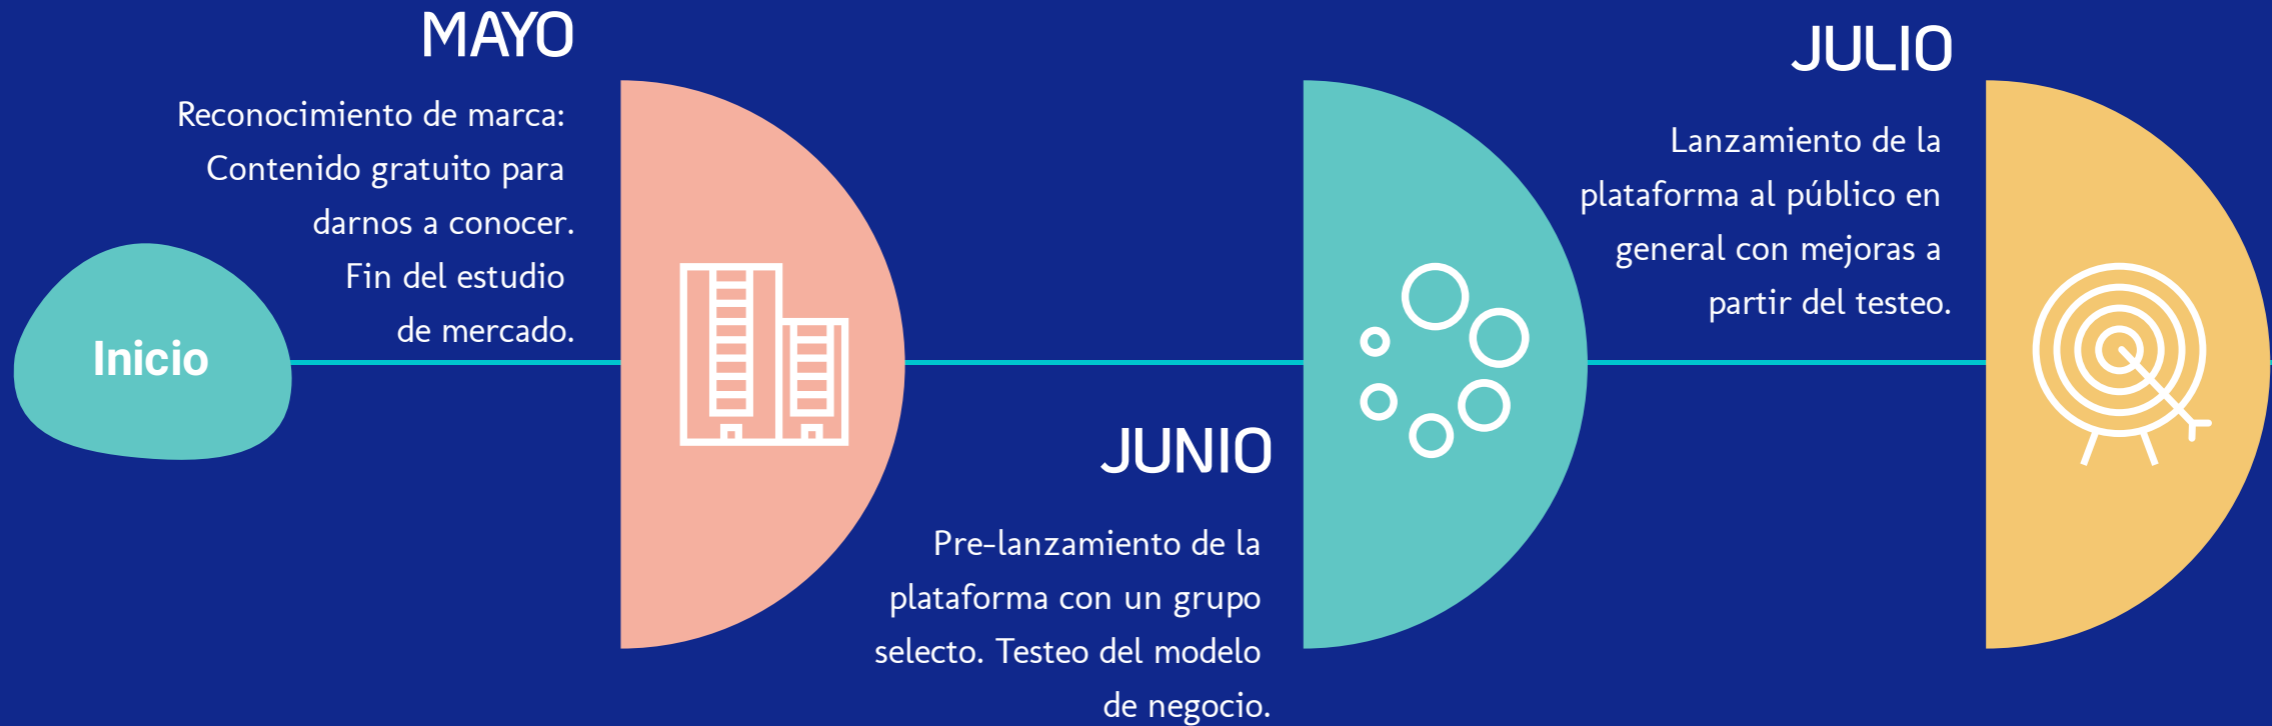 Inicio
MAYO
Reconocimiento de marca:
Contenido gratuito para
darnos a conocer.
Fin del estudio
de mercado.
JUNIO
Pre-lanzamiento de la
plataforma con un grupo
selecto. Testeo del modelo
de negocio.
JULIO
Lanzamiento de la
plataforma al público en
general con mejoras a
partir del testeo.